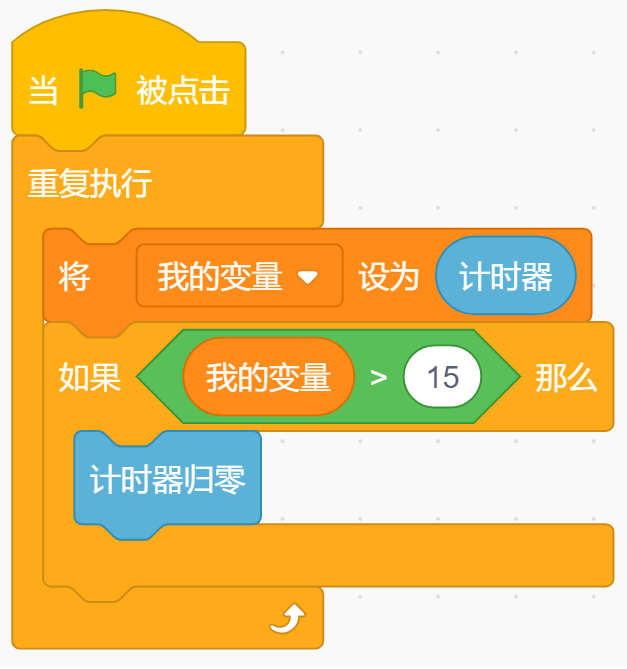 当 被点击
重复执行
将 我的变量 设为 计时器
如果 我的变量 > 15 那么
计时器归零